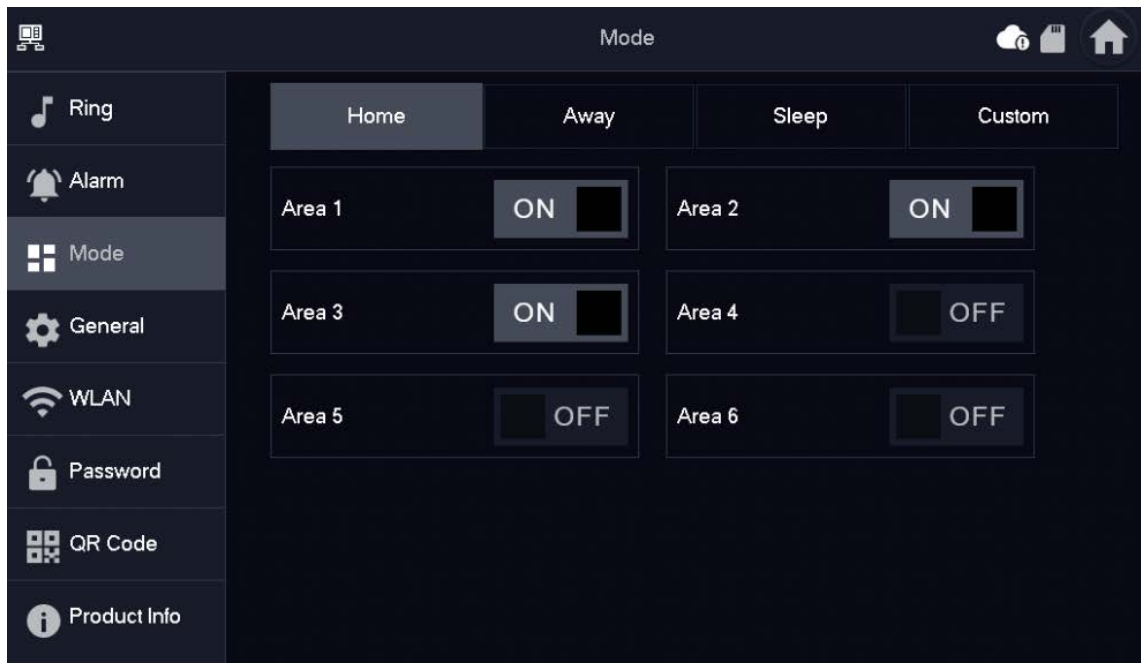 Mode
Ring
Alarm
Mode
General
WLAN
Password
QR Code
Product Info
Home Away Sleep Custom
Area 1 ON Area 2 ON
Area 3 ON Area 4 OFF
Area 5 OFF Area 6 OFF